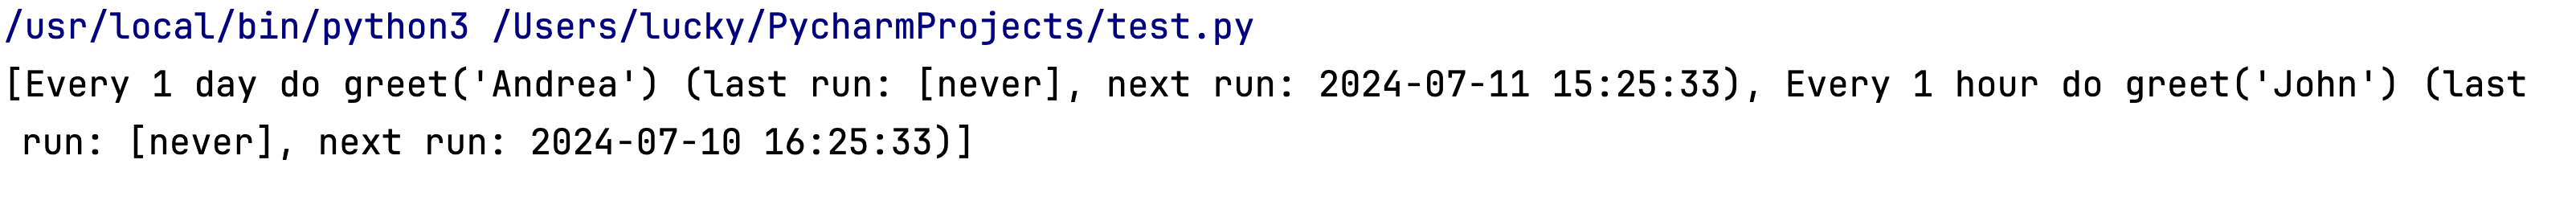 /usr/local/bin/python3 /Users/lucky/PycharmProjects/test.py
[Every 1 day do greet('Andrea') (last run: [never], next run: 2024-07-11 15:25:33), Every 1 hour do greet('John') (last
run: [never], next run: 2024-07-10 16:25:33)]